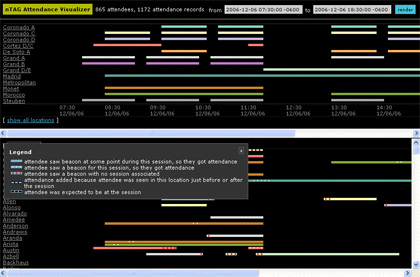 nTAG Attendance Visualizer 865 attendees, 1172 attendance records from 2006-12-06 07:30:00 -0600 to 2006-12-06 18:30:00 -0600 render
Coronado A
Coronado C
Coronado D
Cortez D/C
De Soto A
Grand A
Grand B
Grand D/E
Madrid
Metropolitan
Monet
Morocco
Steuben
07:30 08:30 09:30 10:30 11:30 12:30 13:30 14:30
12/06/06 12/06/06 12/06/06 12/06/06 12/06/06 12/06/06 12/06/06 12/06/06
[ show all locations ]
Legend
attendee saw beacon at some point during this session, so they got attendance
attendee saw a beacon for this session, so they got attendance
attendee saw a beacon with no session associated
attendance added because attendee was seen in this location just before or after the session
attendee was expected to be at the session
Allen
Alonso
Alvarado
Amedee
Anderson
Andrews
Aranda
Arista
Austin
Azbell
Backhaus